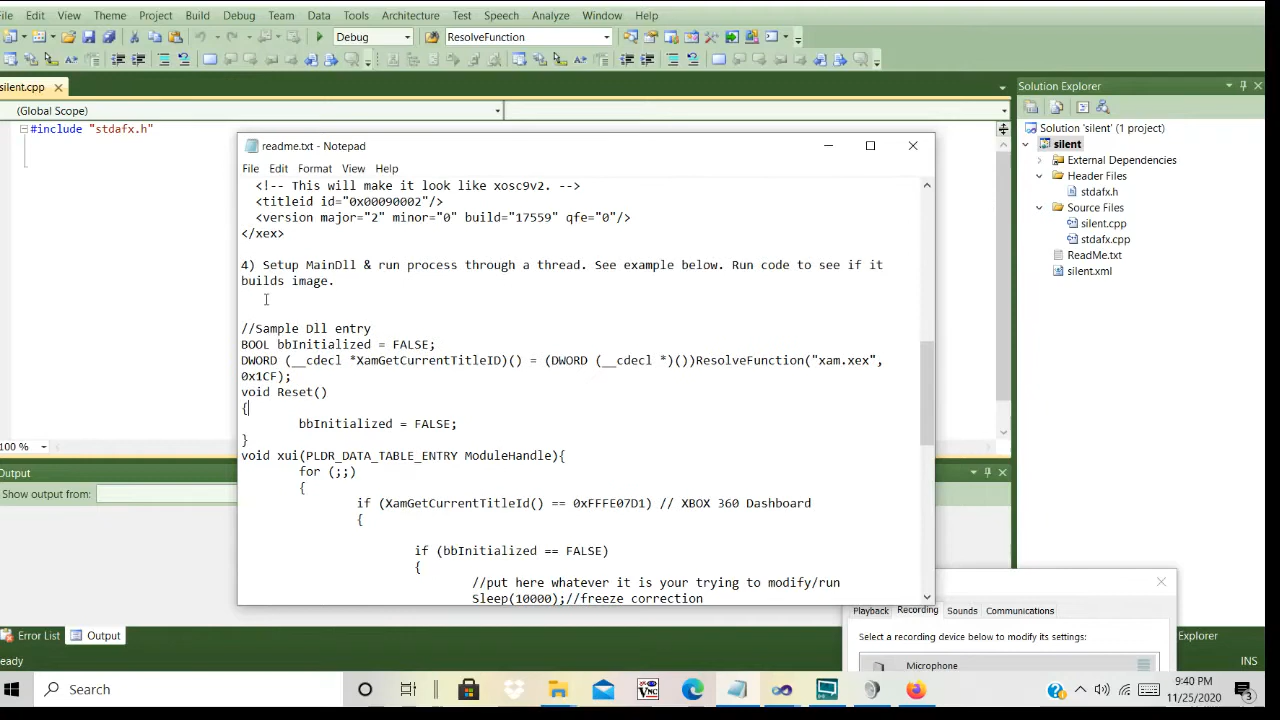 File Edit View Theme Project Build Debug Team Data Tools Architecture Test Speech Analyze Window Help
Debug ResolveFunction
silent.cpp
(Global Scope)
#include "stdafx.h"
100 %
Output
Show output from:
Error List Output
Ready
INS
Solution Explorer
Solution 'silent' (1 project)
silent
External Dependencies
Header Files
stdafx.h
Source Files
silent.cpp
stdafx.cpp
ReadMe.txt
silent.xml
Explorer
readme.txt - Notepad
File Edit Format View Help
<!-- This will make it look like xosc9v2. -->
<titleid id="0x00090002"/>
<version major="2" minor="0" build="17559" qfe="0"/>
</xex>
4) Setup MainDll & run process through a thread. See example below. Run code to see if it
builds image.
//Sample Dll entry
BOOL bbInitialized = FALSE;
DWORD (__cdecl *XamGetCurrentTitleID)() = (DWORD (__cdecl *)())ResolveFunction("xam.xex",
0x1CF);
void Reset()
{
bbInitialized = FALSE;
}
void xui(PLDR_DATA_TABLE_ENTRY ModuleHandle){
for (;;)
{
if (XamGetCurrentTitleId() == 0xFFFE07D1) // XBOX 360 Dashboard
{
if (bbInitialized == FALSE)
{
//put here whatever it is your trying to modify/run
Sleep(10000);//freeze correction
Playback Recording Sounds Communications
Select a recording device below to modify its settings:
Microphone
Search
9:40 PM
11/25/2020
3